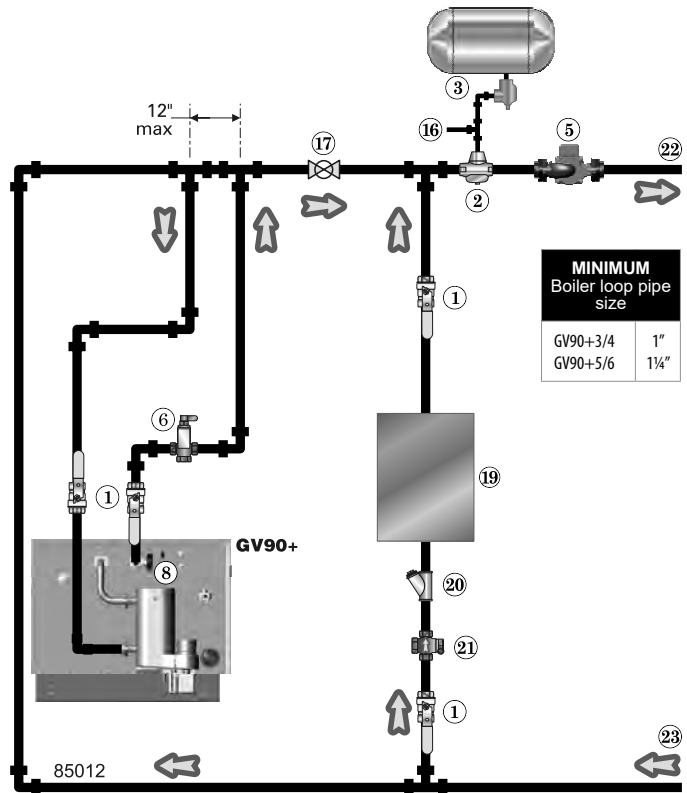 3
12"
max
16
17
5
22
2
MINIMUM
Boiler loop pipe
size
GV90+3/4 1"
GV90+5/6 1¼"
1
6
1
19
GV90+
8
20
21
1
23
85012